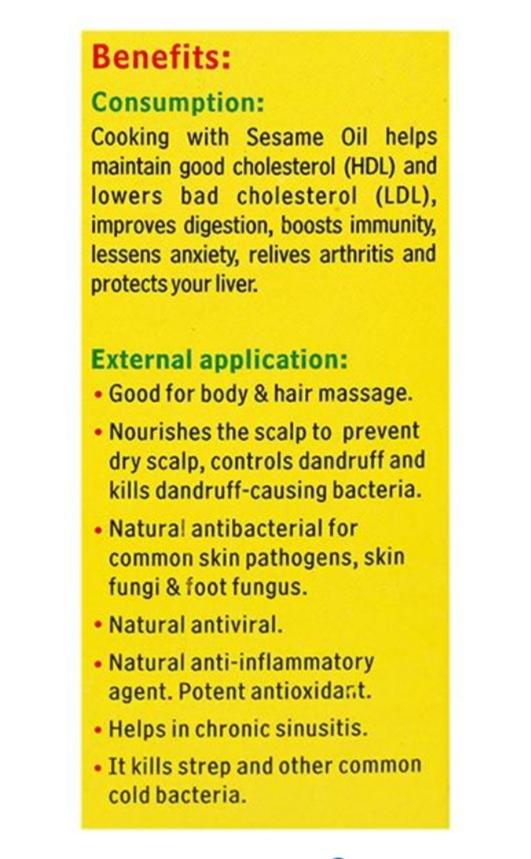 Benefits:
Consumption:
Cooking with Sesame Oil helps
maintain good cholesterol (HDL) and
lowers bad cholesterol (LDL),
improves digestion, boosts immunity,
lessens anxiety, relives arthritis and
protects your liver.
External application:
• Good for body & hair massage.
• Nourishes the scalp to prevent
dry scalp, controls dandruff and
kills dandruff-causing bacteria.
• Natural antibacterial for
common skin pathogens, skin
fungi & foot fungus.
• Natural antiviral.
• Natural anti-inflammatory
agent. Potent antioxidant.
• Helps in chronic sinusitis.
• It kills strep and other common
cold bacteria.